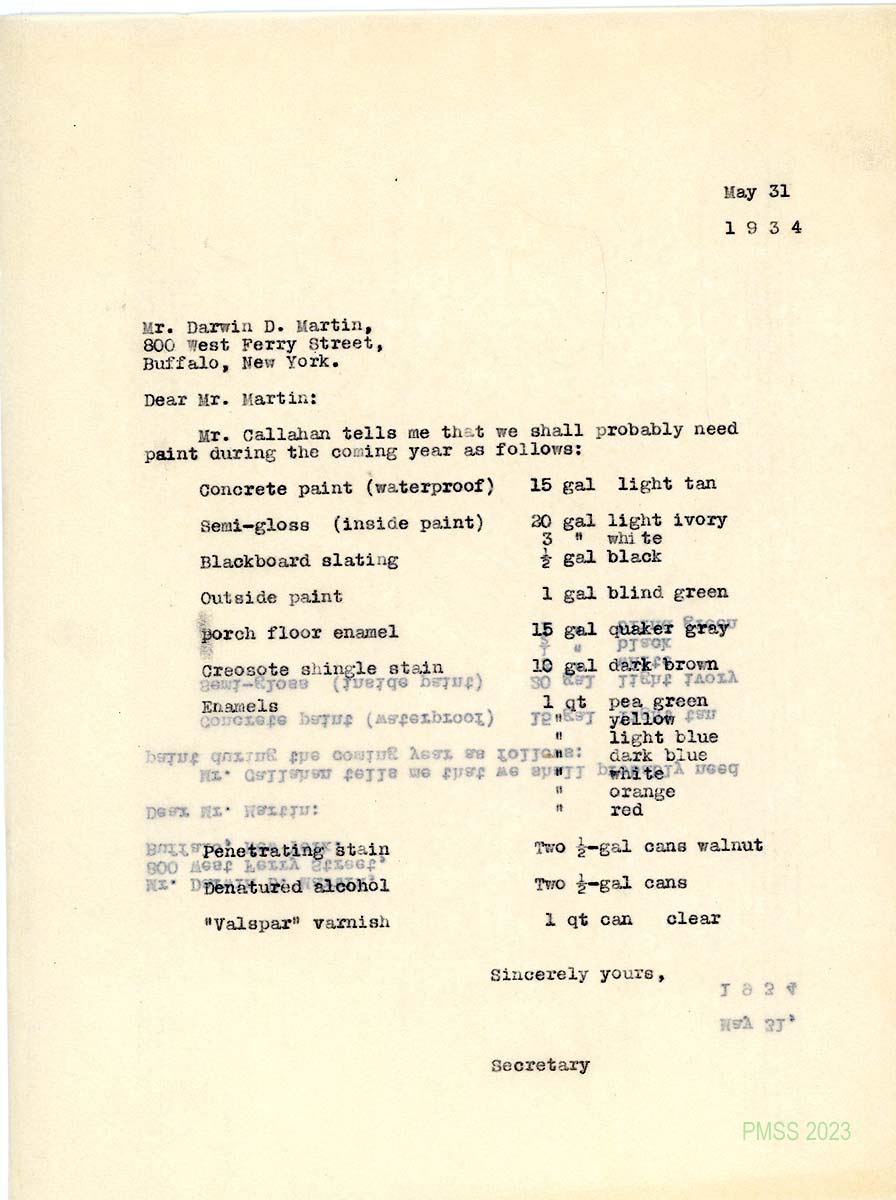 May 31
1 9 3 4
Mr. Darwin D. Martin,
800 West Ferry Street,
Buffalo, New York.
Dear Mr. Martin:
Mr. Callahan tells me that we shall probably need
paint during the coming year as follows:
Concrete paint (waterproof) 15 gal light tan
Semi-gloss (inside paint) 20 gal light ivory
3 " white
Blackboard slating ½ gal black
Outside paint 1 gal blind green
porch floor enamel 15 gal quaker gray
Creosote shingle stain 10 gal dark brown
Enamels 1 qt pea green
" yellow
" light blue
" dark blue
" white
" orange
" red
Penetrating stain Two ½-gal cans walnut
Denatured alcohol Two ½-gal cans
"Valspar" varnish 1 qt can clear
Sincerely yours,
Secretary
PMSS 2023